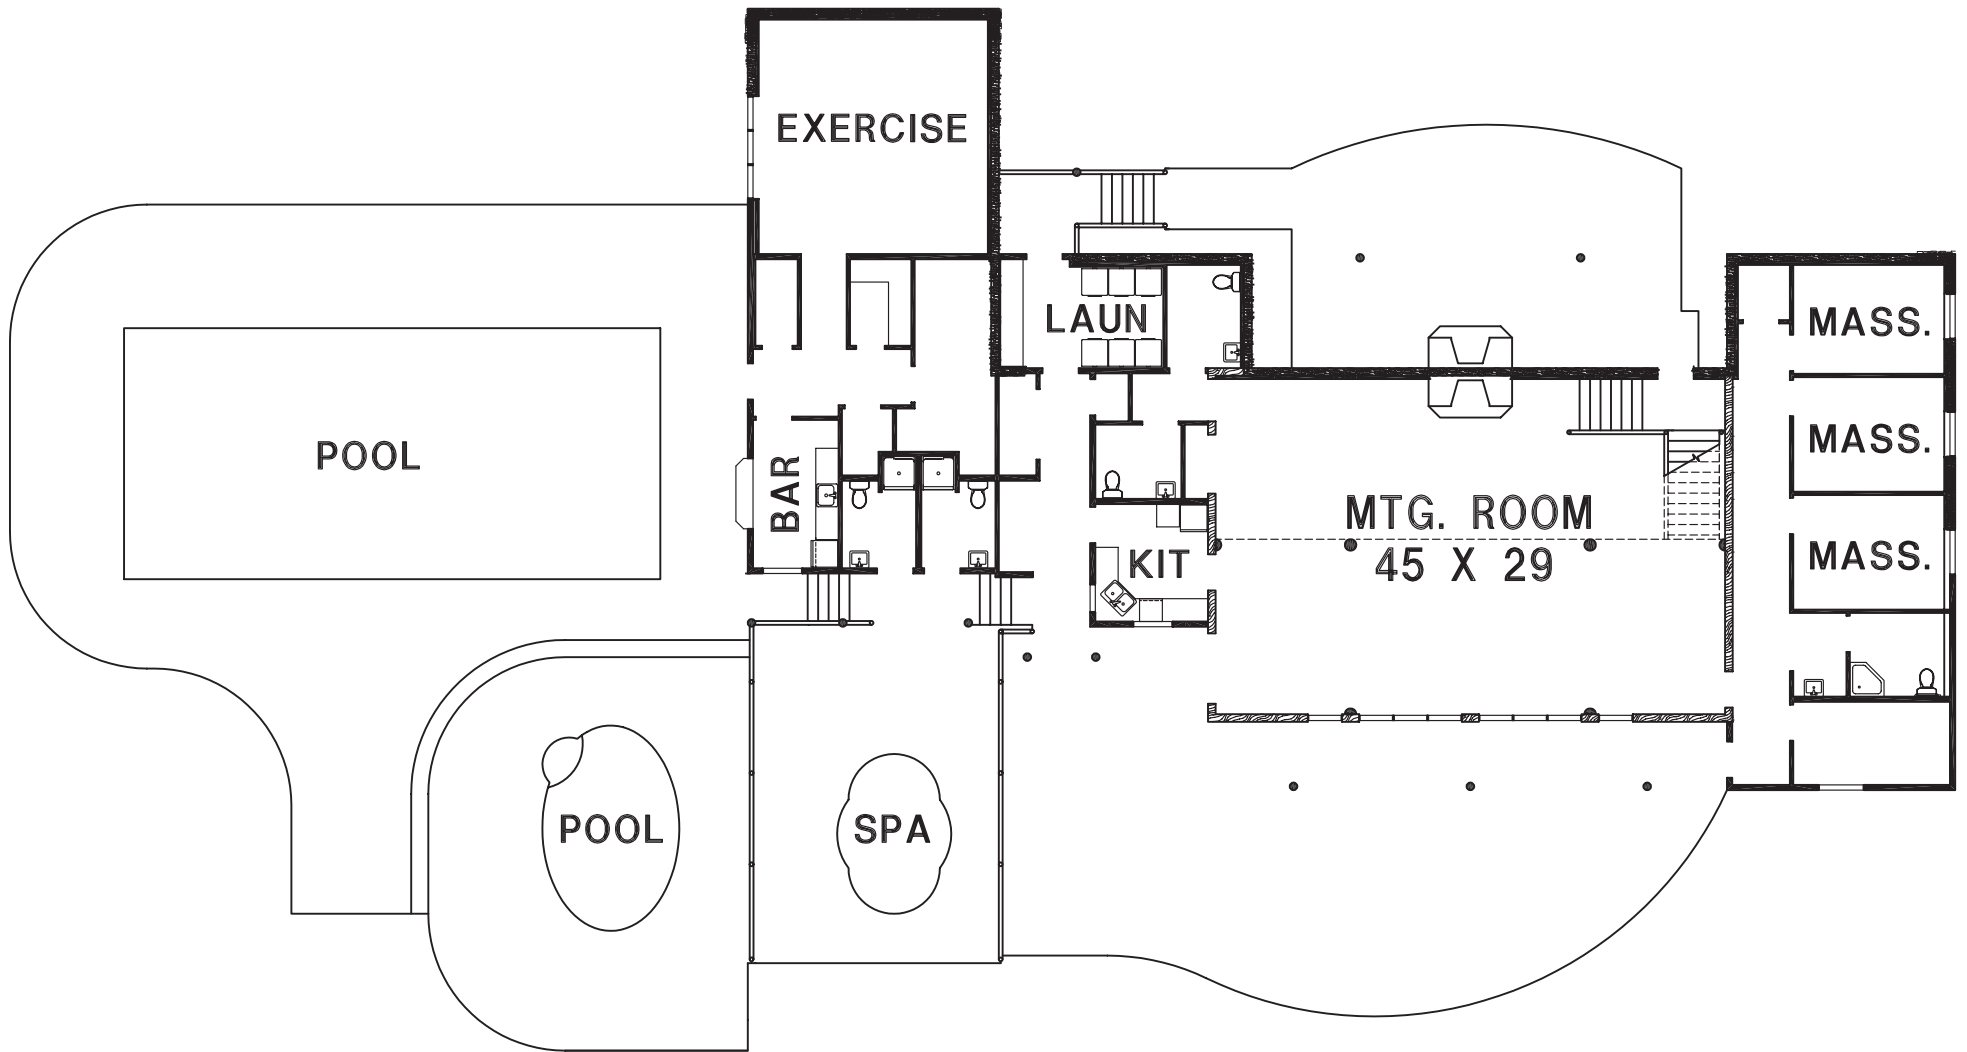 EXERCISE
LAUN
MASS.
MASS.
POOL
BAR
MTG. ROOM
45 X 29
KIT
MASS.
POOL
SPA